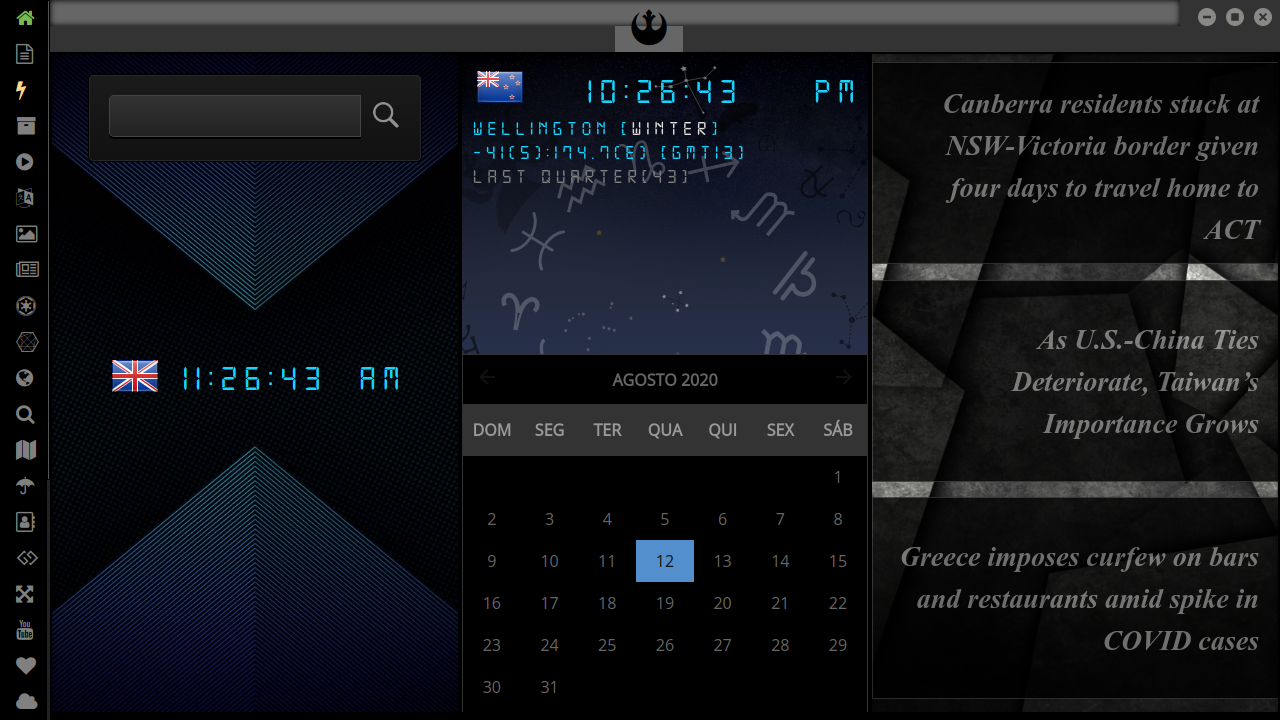 11:26:43 AM
10:26:43 PM
WELLINGTON (WINTER)
-41(S):174.7(E) (GMT13)
LAST QUARTER(43)
AGOSTO 2020
DOM SEG TER QUA QUI SEX SÁB
1
2 3 4 5 6 7 8
9 10 11 12 13 14 15
16 17 18 19 20 21 22
23 24 25 26 27 28 29
30 31
Canberra residents stuck at
NSW-Victoria border given
four days to travel home to
ACT
As U.S.-China Ties
Deteriorate, Taiwan’s
Importance Grows
Greece imposes curfew on bars
and restaurants amid spike in
COVID cases